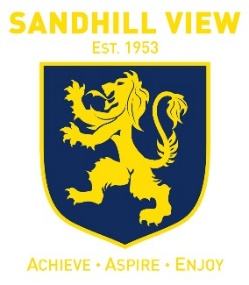 SANDHILL VIEW
EST. 1953
ACHIEVE • ASPIRE • ENJOY